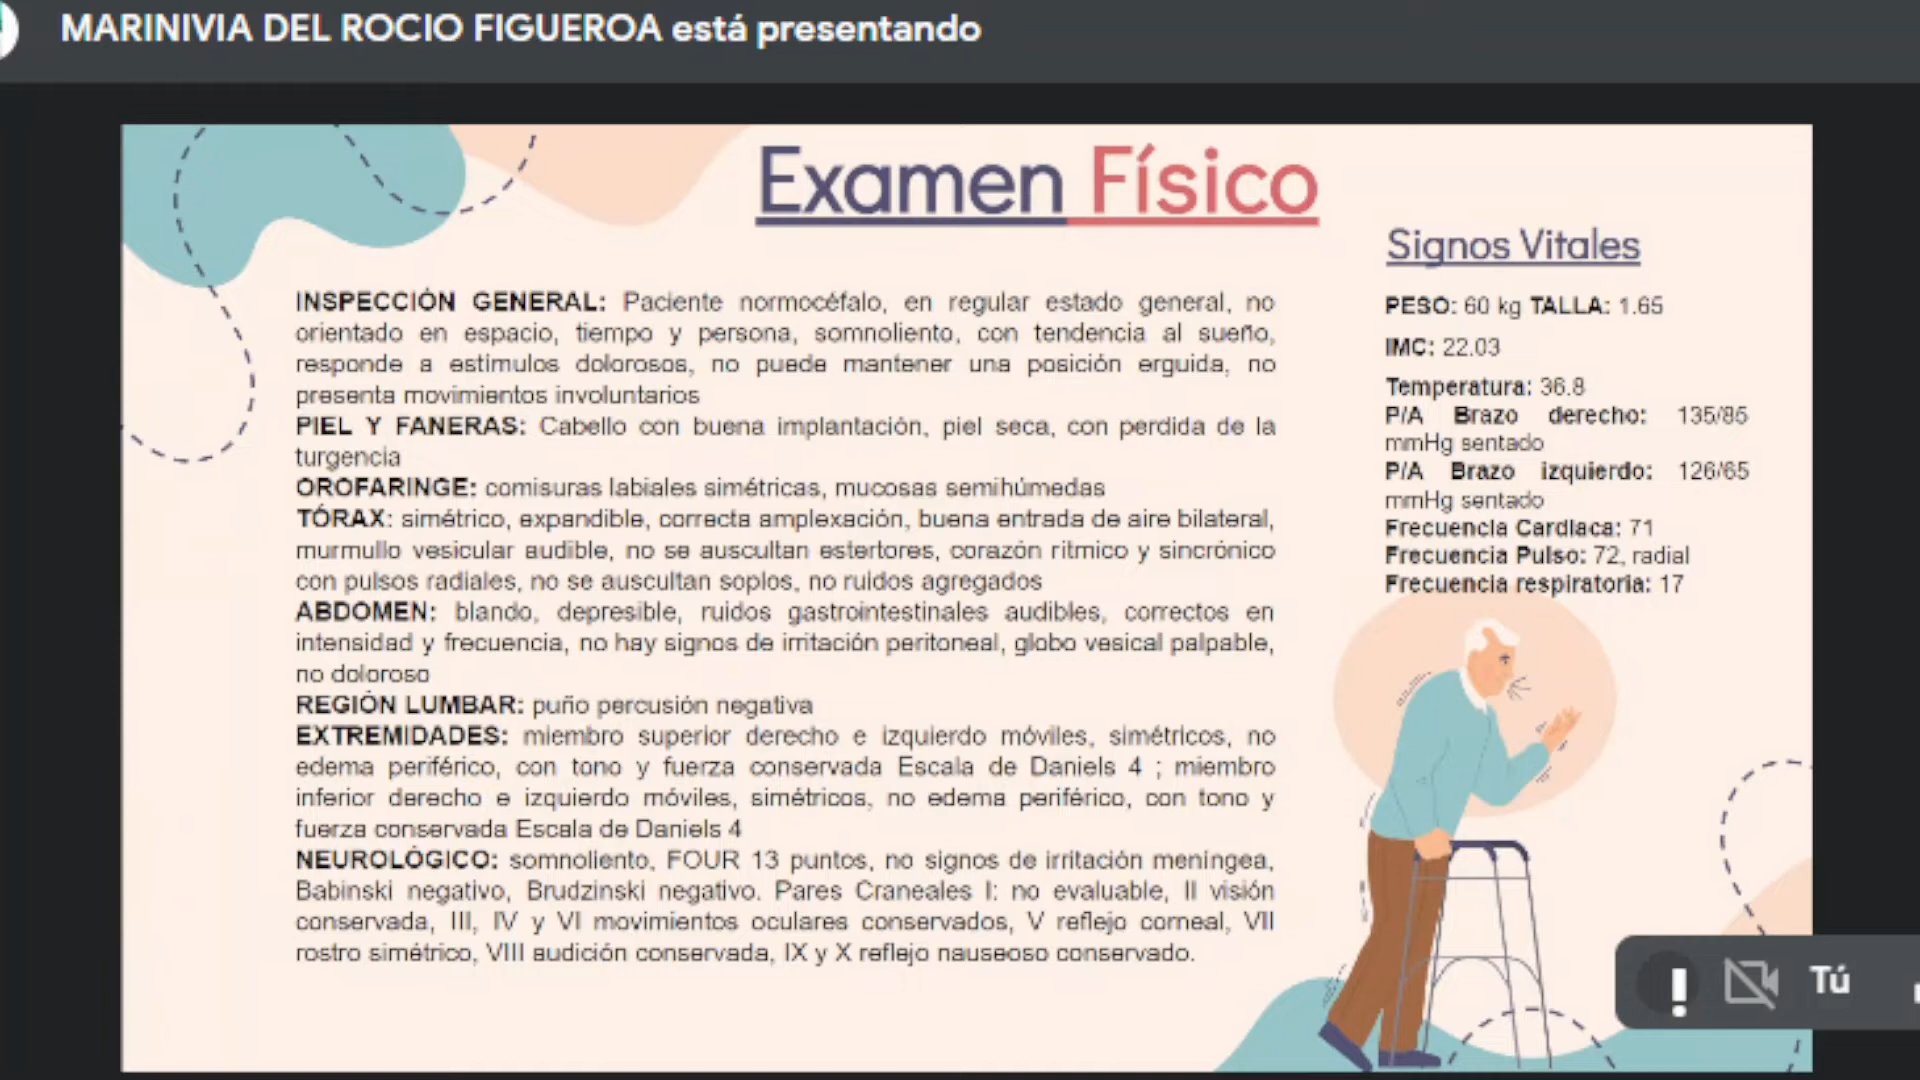 MARINIVIA DEL ROCIO FIGUEROA está presentando
Examen Físico
Signos Vitales
INSPECCIÓN GENERAL: Paciente normocéfalo, en regular estado general, no
orientado en espacio, tiempo y persona, somnoliento, con tendencia al sueño,
responde a estimulos dolorosos, no puede mantener una posición erguida, no
presenta movimientos involuntarios
PIEL Y FANERAS: Cabello con buena implantación, piel seca, con perdida de la
turgencia
OROFARINGE: comisuras labiales simétricas, mucosas semihúmedas
TÓRAX: simétrico, expandible, correcta amplexación, buena entrada de aire bilateral,
murmullo vesicular audible, no se auscultan estertores, corazón ritmico y sincrónico
con pulsos radiales, no se auscultan soplos, no ruidos agregados
ABDOMEN: blando, depresible, ruidos gastrointestinales audibles, correctos en
intensidad y frecuencia, no hay signos de irritación peritoneal, globo vesical palpable,
no doloroso
REGIÓN LUMBAR: puño percusión negativa
EXTREMIDADES: miembro superior derecho e izquierdo móviles, simétricos, no
edema periférico, con tono y fuerza conservada Escala de Daniels 4 ; miembro
inferior derecho e izquierdo móviles, simétricos, no edema periférico, con tono y
fuerza conservada Escala de Daniels 4
NEUROLÓGICO: somnoliento, FOUR 13 puntos, no signos de irritación meníngea,
Babinski negativo, Brudzinski negativo. Pares Craneales I: no evaluable, II visión
conservada, III, IV y VI movimientos oculares conservados, V reflejo corneal, VII
rostro simétrico, VIII audición conservada, IX y X reflejo nauseoso conservado.
PESO: 60 kg TALLA: 1.65
IMC: 22.03
Temperatura: 36.8
P/A Brazo derecho: 135/85
mmHg sentado
P/A Brazo izquierdo: 126/65
mmHg sentado
Frecuencia Cardiaca: 71
Frecuencia Pulso: 72, radial
Frecuencia respiratoria: 17
Tú